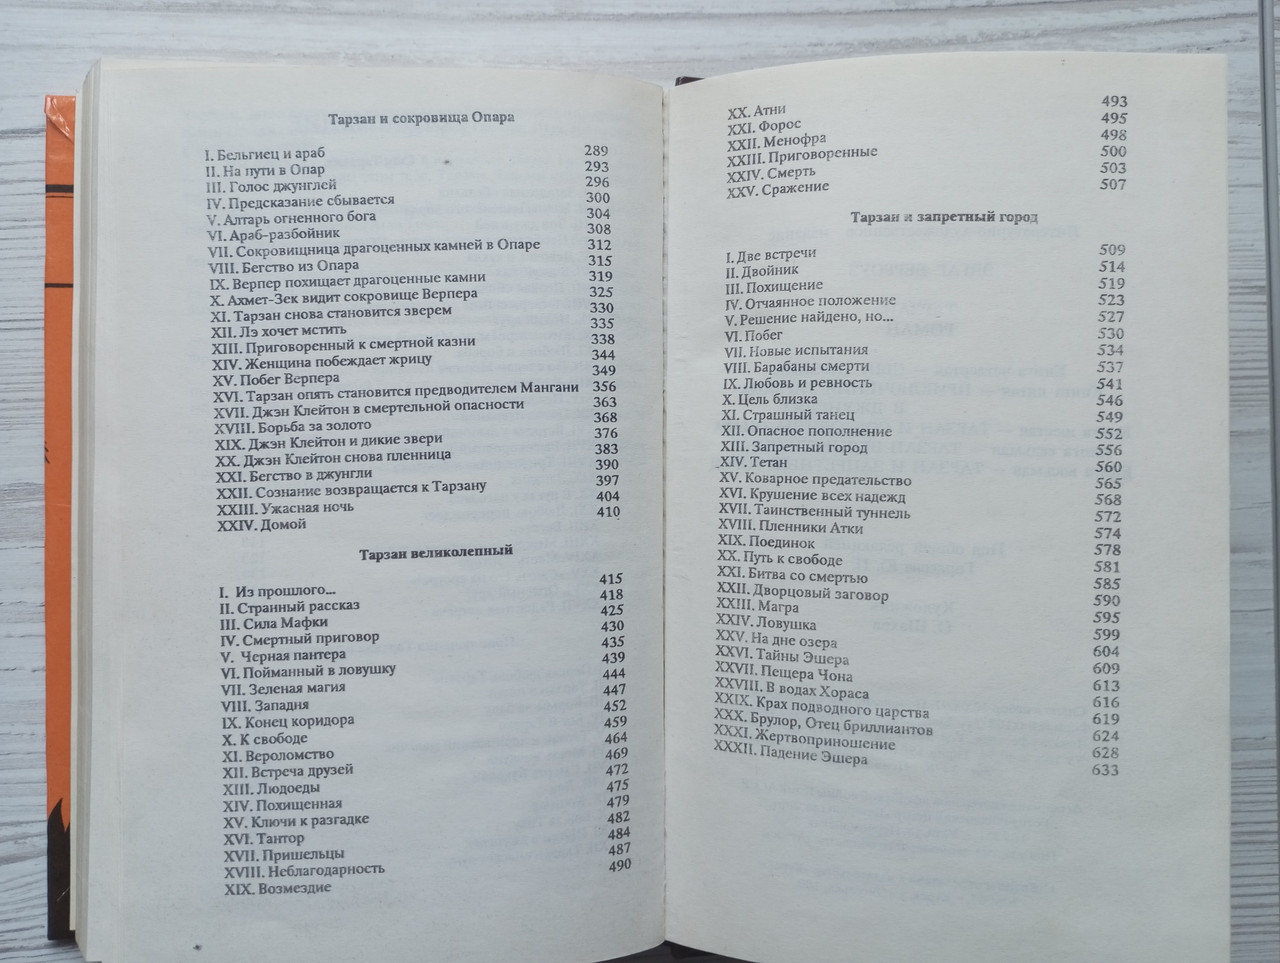 Тарзан и сокровища Опара
I. Бельгиец и араб 289
II. На пути в Опар 293
III. Голос джунглей 296
IV. Предсказание сбывается 300
V. Алтарь огненного бога 304
VI. Араб-разбойник 308
VII. Сокровищница драгоценных камней в Опаре 312
VIII. Бегство из Опара 315
IX. Верпер похищает драгоценные камни 319
X. Ахмет-Зек видит сокровище Верпера 325
XI. Тарзан снова становится зверем 330
XII. Лэ хочет мстить 335
XIII. Приговоренный к смертной казни 338
XIV. Женщина побеждает жрицу 344
XV. Побег Верпера 349
XVI. Тарзан опять становится предводителем Мангани 356
XVII. Джэн Клейтон в смертельной опасности 363
XVIII. Борьба за золото 368
XIX. Джэн Клейтон и дикие звери 376
XX. Джэн Клейтон снова пленница 383
XXI. Бегство в джунгли 390
XXII. Сознание возвращается к Тарзану 397
XXIII. Ужасная ночь 404
XXIV. Домой 410
Тарзан великолепный
I. Из прошлого... 415
II. Странный рассказ 418
III. Сила Мафки 425
IV. Смертный приговор 430
V. Черная пантера 435
VI. Пойманный в ловушку 439
VII. Зеленая магия 444
VIII. Западня 447
IX. Конец коридора 452
X. К свободе 459
XI. Вероломство 464
XII. Встреча друзей 469
XIII. Людоеды 472
XIV. Похищенная 475
XV. Ключи к разгадке 479
XVI. Тантор 482
XVII. Пришельцы 484
XVIII. Неблагодарность 487
XIX. Возмездие 490
XX. Атни 493
XXI. Форос 495
XXII. Менофра 498
XXIII. Приговоренные 500
XXIV. Смерть 503
XXV. Сражение 507
Тарзан и запретный город
I. Две встречи 509
II. Двойник 514
III. Похищение 519
IV. Отчаянное положение 523
V. Решение найдено, но... 527
VI. Побег 530
VII. Новые испытания 534
VIII. Барабаны смерти 537
IX. Любовь и ревность 541
X. Цель близка 546
XI. Страшный танец 549
XII. Опасное пополнение 552
XIII. Запретный город 556
XIV. Тетан 560
XV. Коварное предательство 565
XVI. Крушение всех надежд 568
XVII. Таинственный туннель 572
XVIII. Пленники Атки 574
XIX. Поединок 578
XX. Путь к свободе 581
XXI. Битва со смертью 585
XXII. Дворцовый заговор 590
XXIII. Магра 595
XXIV. Ловушка 599
XXV. На дне озера 604
XXVI. Тайны Эшера 609
XXVII. Пещера Чона 613
XXVIII. В водах Хораса 616
XXIX. Крах подводного царства 619
XXX. Брулор, Отец бриллиантов 624
XXXI. Жертвоприношение 628
XXXII. Падение Эшера 633